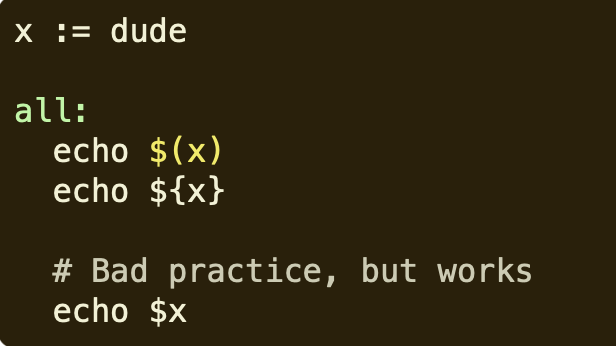 x := dude

all:
  echo $(x)
  echo ${x}

  # Bad practice, but works
  echo $x